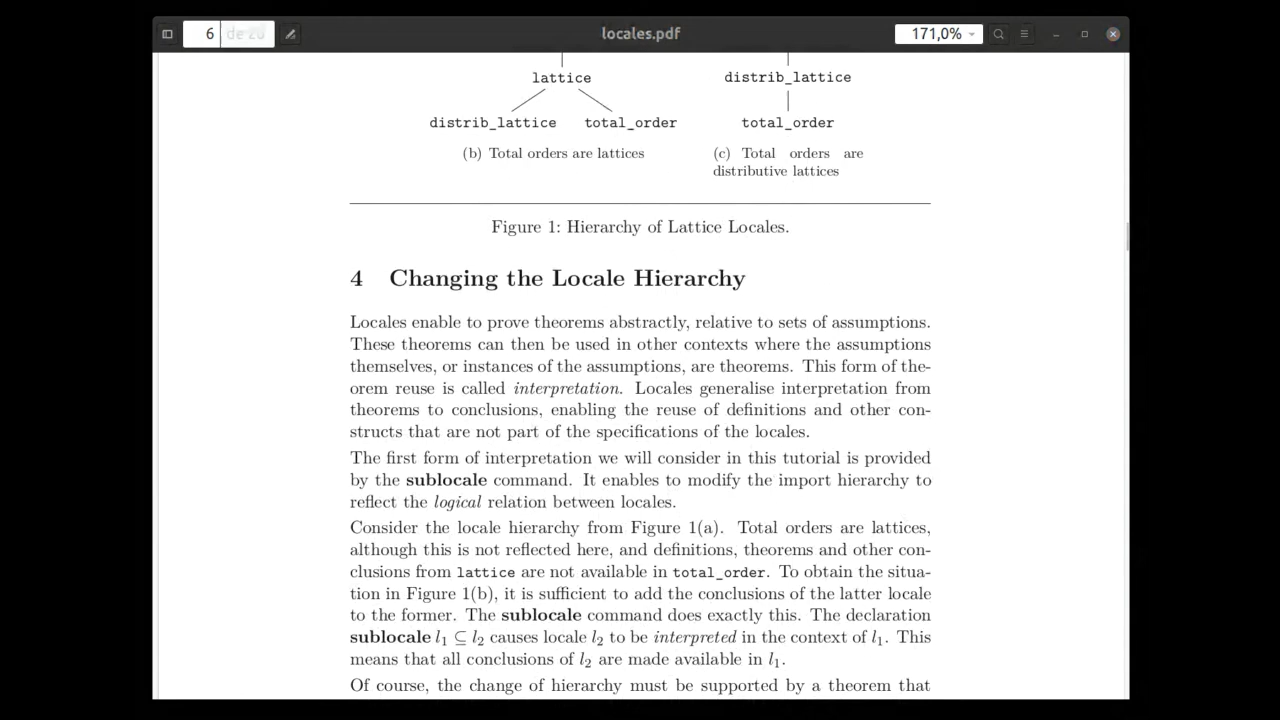 6 de 20
locales.pdf
171,0%
lattice
distrib_lattice
distrib_lattice total_order
total_order
(b) Total orders are lattices
(c) Total orders are
distributive lattices
Figure 1: Hierarchy of Lattice Locales.
4 Changing the Locale Hierarchy
Locales enable to prove theorems abstractly, relative to sets of assumptions.
These theorems can then be used in other contexts where the assumptions
themselves, or instances of the assumptions, are theorems. This form of the-
orem reuse is called interpretation. Locales generalise interpretation from
theorems to conclusions, enabling the reuse of definitions and other con-
structs that are not part of the specifications of the locales.
The first form of interpretation we will consider in this tutorial is provided
by the sublocale command. It enables to modify the import hierarchy to
reflect the logical relation between locales.
Consider the locale hierarchy from Figure 1(a). Total orders are lattices,
although this is not reflected here, and definitions, theorems and other con-
clusions from lattice are not available in total_order. To obtain the situa-
tion in Figure 1(b), it is sufficient to add the conclusions of the latter locale
to the former. The sublocale command does exactly this. The declaration
sublocale l₁ ⊆ l₂ causes locale l₂ to be interpreted in the context of l₁. This
means that all conclusions of l₂ are made available in l₁.
Of course, the change of hierarchy must be supported by a theorem that